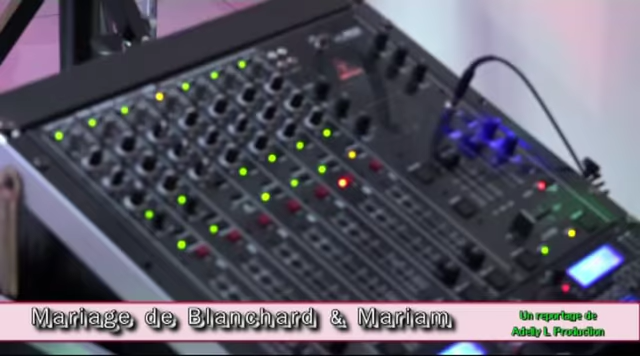 Mariage de Blanchard & Mariam
Un reportage de
Adelly L Production